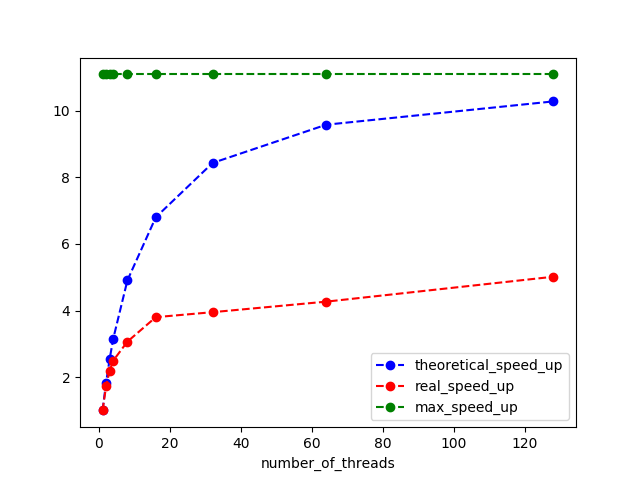 10
8
6
4
2
0 20 40 60 80 100 120
number_of_threads
theoretical_speed_up
real_speed_up
max_speed_up